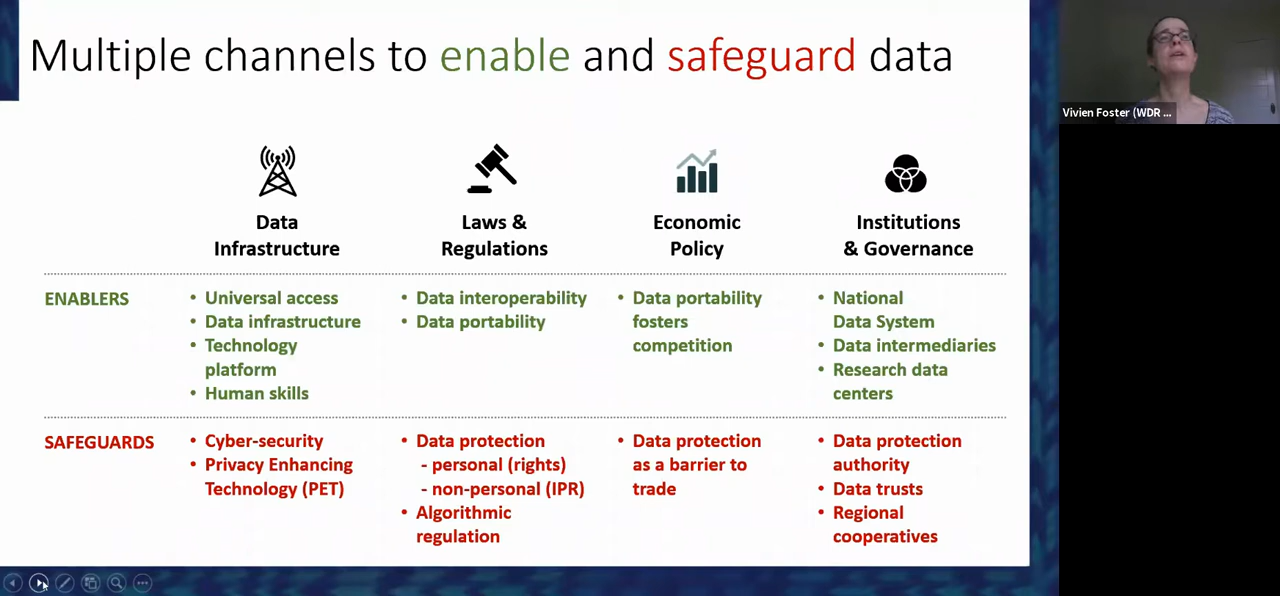 Multiple channels to enable and safeguard data
Vivien Foster (WDR ...
Data
Infrastructure
Laws &
Regulations
Economic
Policy
Institutions
& Governance
ENABLERS
• Universal access
• Data infrastructure
• Technology
platform
• Human skills
• Data interoperability
• Data portability
• Data portability
fosters
competition
• National
Data System
• Data intermediaries
• Research data
centers
SAFEGUARDS
• Cyber-security
• Privacy Enhancing
Technology (PET)
• Data protection
- personal (rights)
- non-personal (IPR)
• Algorithmic
regulation
• Data protection
as a barrier to
trade
• Data protection
authority
• Data trusts
• Regional
cooperatives